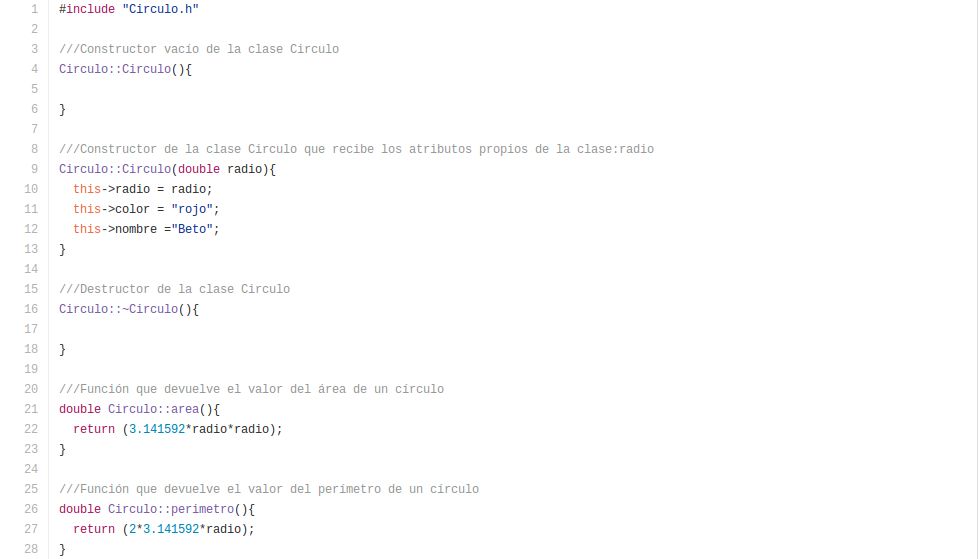 1 #include "Circulo.h"
2
3 ///Constructor vacío de la clase Circulo
4 Circulo::Circulo(){
5
6 }
7
8 ///Constructor de la clase Circulo que recibe los atributos propios de la clase:radio
9 Circulo::Circulo(double radio){
10   this->radio = radio;
11   this->color = "rojo";
12   this->nombre ="Beto";
13 }
14
15 ///Destructor de la clase Circulo
16 Circulo::~Circulo(){
17
18 }
19
20 ///Función que devuelve el valor del área de un círculo
21 double Circulo::area(){
22   return (3.141592*radio*radio);
23 }
24
25 ///Función que devuelve el valor del perímetro de un círculo
26 double Circulo::perimetro(){
27   return (2*3.141592*radio);
28 }